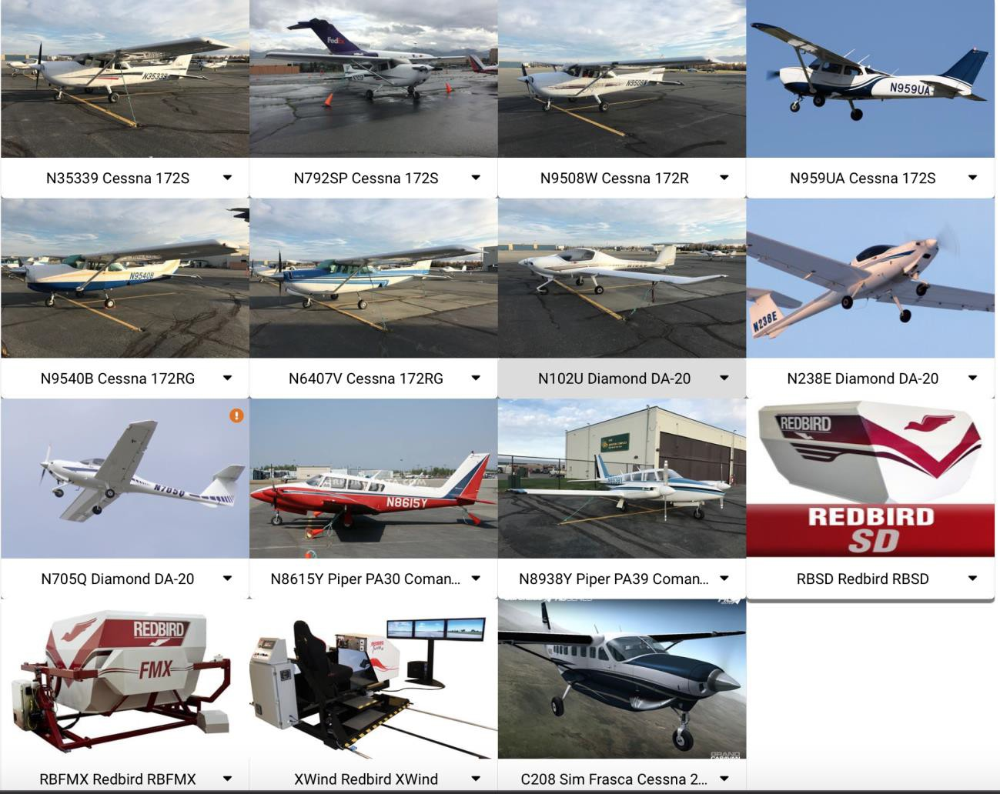 N35339
FedEx
N9508W
N959UA
N35339 Cessna 172S
N792SP Cessna 172S
N9508W Cessna 172R
N959UA Cessna 172S
N9540B
N238E
N9540B Cessna 172RG
N6407V Cessna 172RG
N102U Diamond DA-20
N238E Diamond DA-20
!
N705Q
N8615Y
REDBIRD
REDBIRD
SD
N705Q Diamond DA-20
N8615Y Piper PA30 Coman...
N8938Y Piper PA39 Coman...
RBSD Redbird RBSD
REDBIRD
FMX
REDBIRD
GRAND
CARAVAN
RBFMX Redbird RBFMX
XWind Redbird XWind
C208 Sim Frasca Cessna 2...